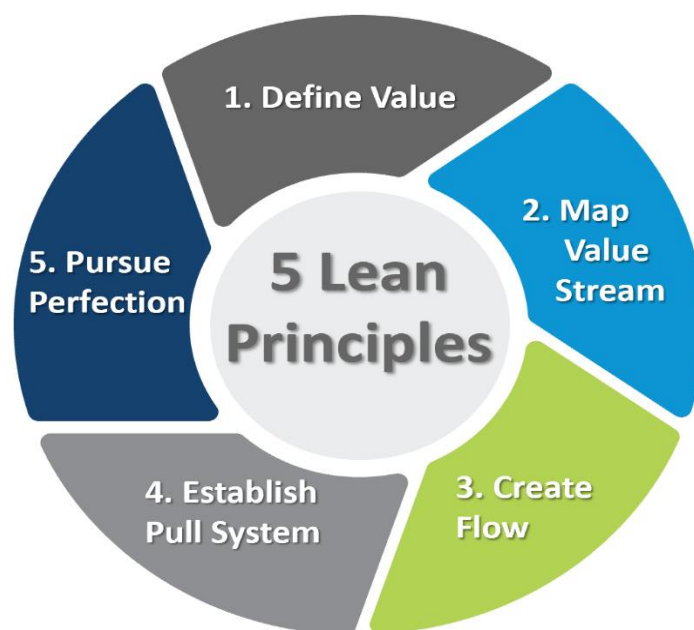 5 Lean
Principles
1. Define Value
2. Map
Value
Stream
3. Create
Flow
4. Establish
Pull System
5. Pursue
Perfection